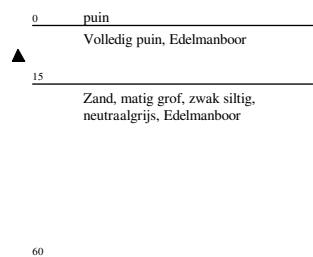 0 puin
Volledig puin, Edelmanboor
15
Zand, matig grof, zwak siltig,
neutraalgrijs, Edelmanboor
60